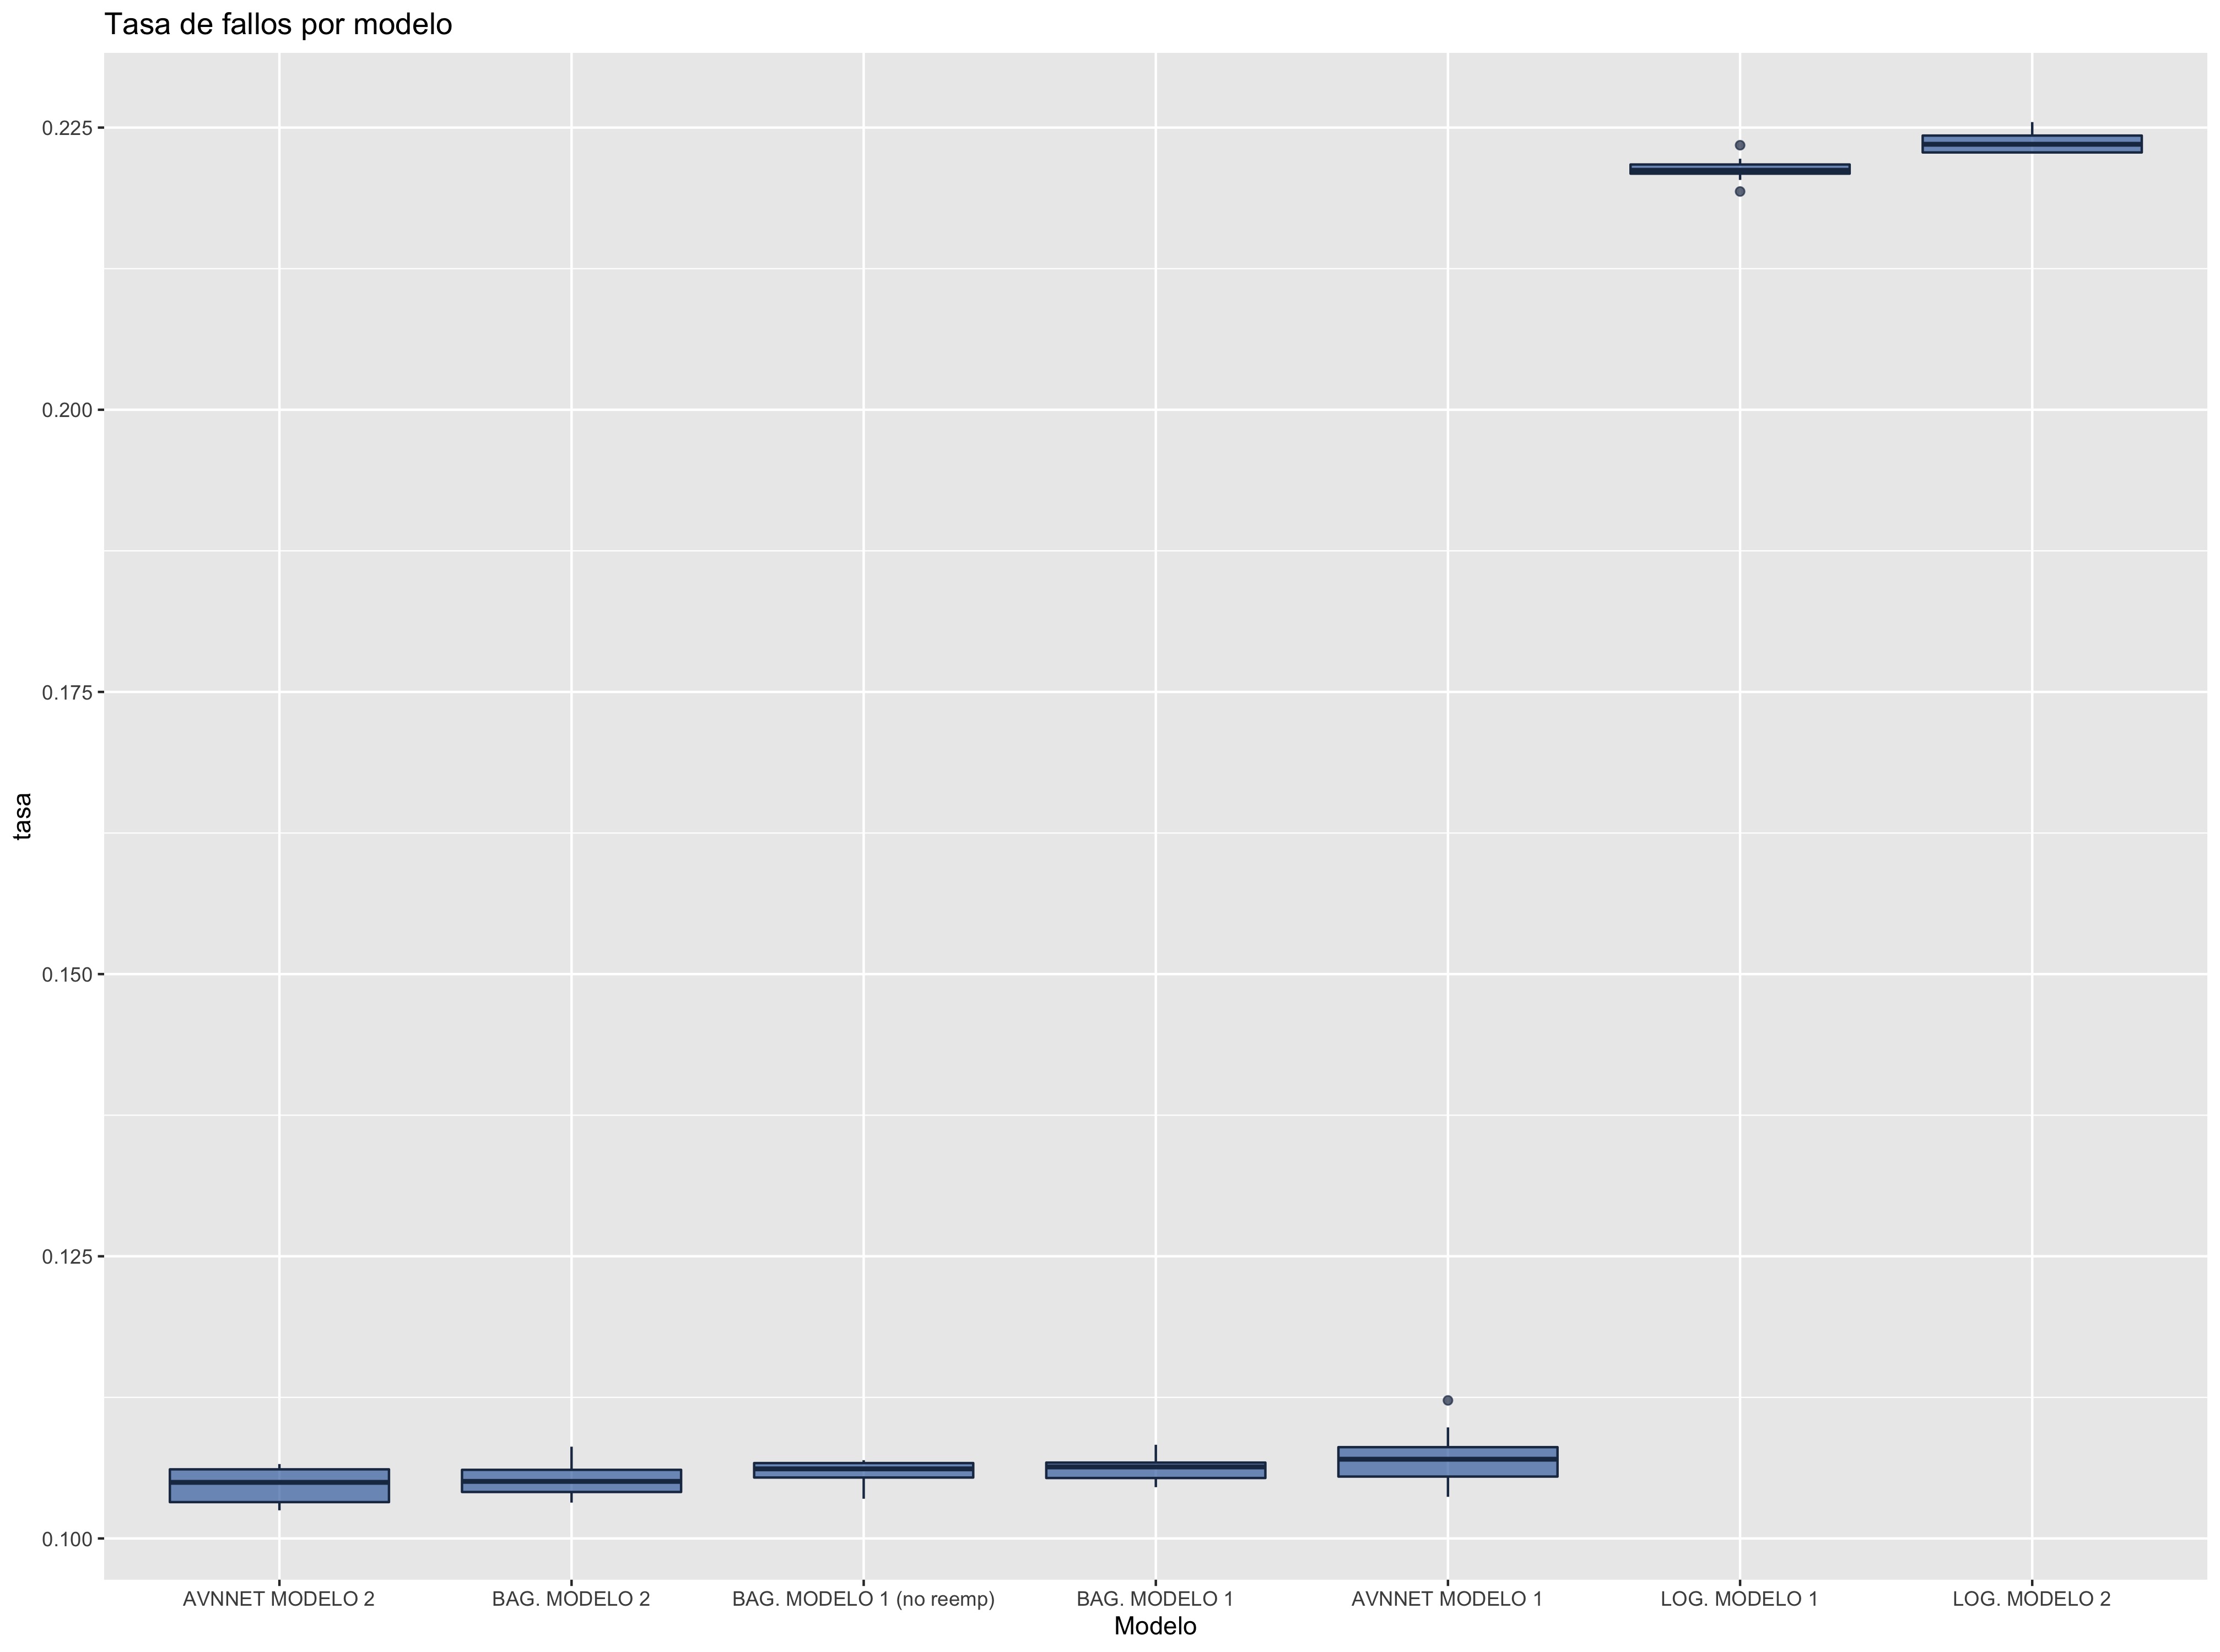 Tasa de fallos por modelo
tasa
0.225
0.200
0.175
0.150
0.125
0.100
AVNNET MODELO 2 BAG. MODELO 2 BAG. MODELO 1 (no reemp) BAG. MODELO 1 AVNNET MODELO 1 LOG. MODELO 1 LOG. MODELO 2
Modelo